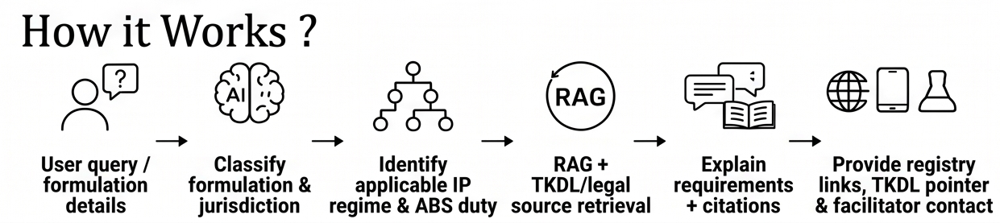 How it Works ?
?
AI
RAG
User query /
formulation
details
Classify
formulation &
jurisdiction
Identify
applicable IP
regime & ABS duty
RAG +
TKDL/legal
source retrieval
Explain
requirements
+ citations
Provide registry
links, TKDL pointer
& facilitator contact